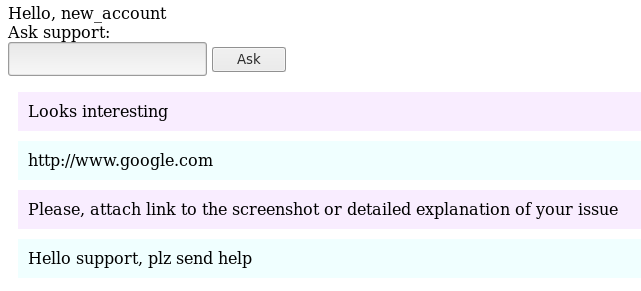 Hello, new_account
Ask support:
Ask
Looks interesting
http://www.google.com
Please, attach link to the screenshot or detailed explanation of your issue
Hello support, plz send help